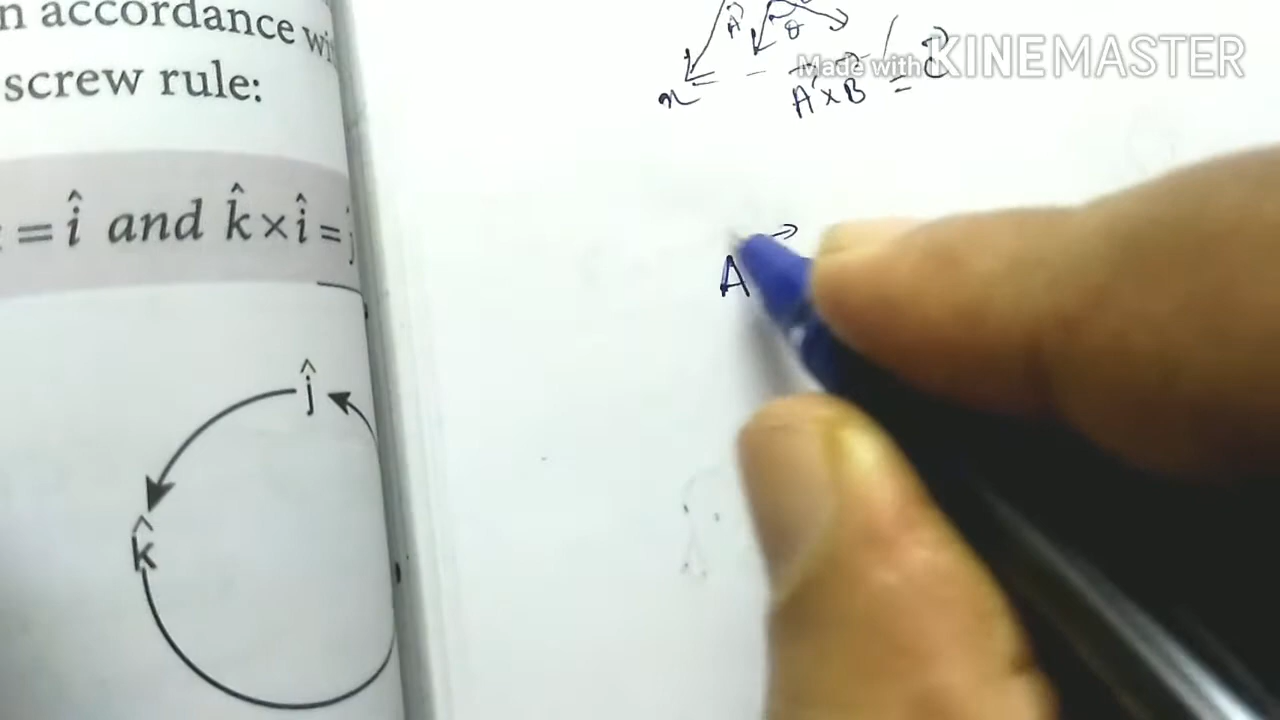 n accordance wi
screw rule:
= î and k̂ × î = j
ĵ
k̂
A
θ
x
A × B =
Made with KINEMASTER
A